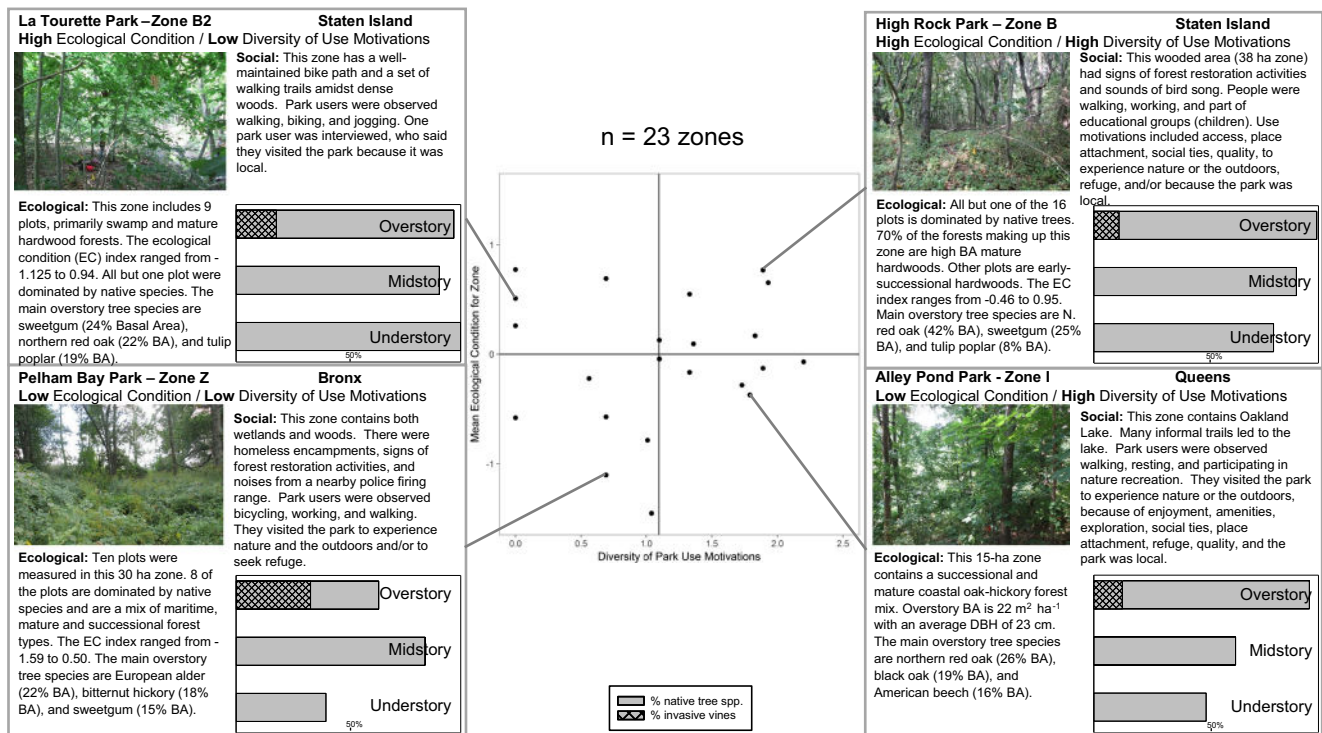 La Tourette Park –Zone B2 Staten Island
High Ecological Condition / Low Diversity of Use Motivations
Social: This zone has a well-
maintained bike path and a set of
walking trails amidst dense
woods. Park users were observed
walking, biking, and jogging. One
park user was interviewed, who said
they visited the park because it was
local.
Ecological: This zone includes 9
plots, primarily swamp and mature
hardwood forests. The ecological
condition (EC) index ranged from -
1.125 to 0.94. All but one plot were
dominated by native species. The
main overstory tree species are
sweetgum (24% Basal Area),
northern red oak (22% BA), and tulip
poplar (19% BA).
Overstory
Midstory
Understory
50%
Pelham Bay Park – Zone Z Bronx
Low Ecological Condition / Low Diversity of Use Motivations
Social: This zone contains both
wetlands and woods. There were
homeless encampments, signs of
forest restoration activities, and
noises from a nearby police firing
range. Park users were observed
bicycling, working, and walking.
They visited the park to experience
nature and the outdoors and/or to
seek refuge.
Ecological: Ten plots were
measured in this 30 ha zone. 8 of
the plots are dominated by native
species and are a mix of maritime,
mature and successional forest
types. The EC index ranged from -
1.59 to 0.50. The main overstory
tree species are European alder
(22% BA), bitternut hickory (18%
BA), and sweetgum (15% BA).
Overstory
Midstory
Understory
50%
n = 23 zones
Mean Ecological Condition for Zone
1
0
-1
0.0 0.5 1.0 1.5 2.0 2.5
Diversity of Park Use Motivations
% native tree spp.
% invasive vines
High Rock Park – Zone B Staten Island
High Ecological Condition / High Diversity of Use Motivations
Social: This wooded area (38 ha zone)
had signs of forest restoration activities
and sounds of bird song. People were
walking, working, and part of
educational groups (children). Use
motivations included access, place
attachment, social ties, quality, to
experience nature or the outdoors,
refuge, and/or because the park was
local.
Ecological: All but one of the 16
plots is dominated by native trees.
70% of the forests making up this
zone are high BA mature
hardwoods. Other plots are early-
successional hardwoods. The EC
index ranges from -0.46 to 0.95.
Main overstory tree species are N.
red oak (42% BA), sweetgum (25%
BA), and tulip poplar (8% BA).
Overstory
Midstory
Understory
50%
Alley Pond Park - Zone I Queens
Low Ecological Condition / High Diversity of Use Motivations
Social: This zone contains Oakland
Lake. Many informal trails led to the
lake. Park users were observed
walking, resting, and participating in
nature recreation. They visited the park
to experience nature or the outdoors,
because of enjoyment, amenities,
exploration, social ties, place
attachment, refuge, quality, and the
park was local.
Ecological: This 15-ha zone
contains a successional and
mature coastal oak-hickory forest
mix. Overstory BA is 22 m² ha⁻¹
with an average DBH of 23 cm.
The main overstory tree species
are northern red oak (26% BA),
black oak (19% BA), and
American beech (16% BA).
Overstory
Midstory
Understory
50%